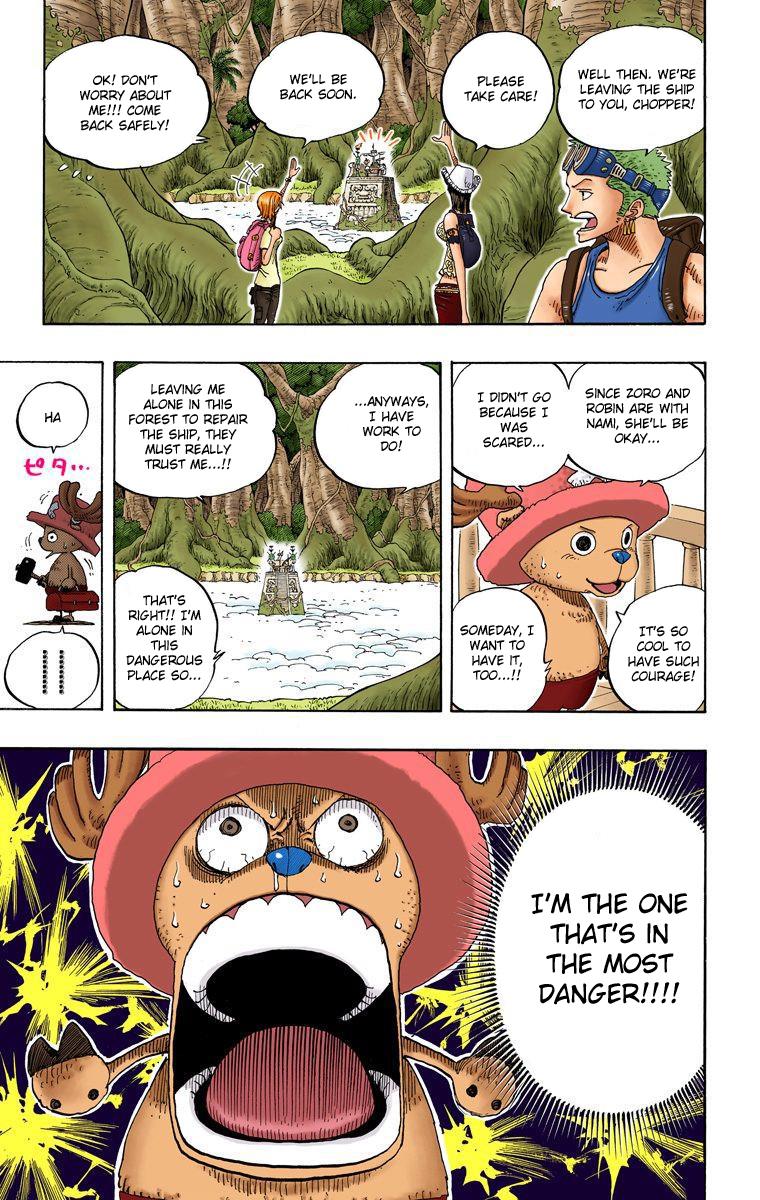 WELL THEN. WE'RE
LEAVING THE SHIP
TO YOU, CHOPPER!
PLEASE
TAKE CARE!
WE'LL BE
BACK SOON.
OK! DON'T
WORRY ABOUT
ME!!! COME
BACK SAFELY!
SINCE ZORO AND
ROBIN ARE WITH
NAMI, SHE'LL BE
OKAY...
I DIDN'T GO
BECAUSE I
WAS
SCARED...
IT'S SO
COOL TO
HAVE SUCH
COURAGE!
SOMEDAY, I
WANT TO
HAVE IT,
TOO...!!
...ANYWAYS,
I HAVE
WORK TO
DO!
LEAVING ME
ALONE IN THIS
FOREST TO REPAIR
THE SHIP, THEY
MUST REALLY
TRUST ME...!!
THAT'S
RIGHT!! I'M
ALONE IN
THIS
DANGEROUS
PLACE SO...
HA
ピタ...
I'M THE ONE
THAT'S IN
THE MOST
DANGER!!!!